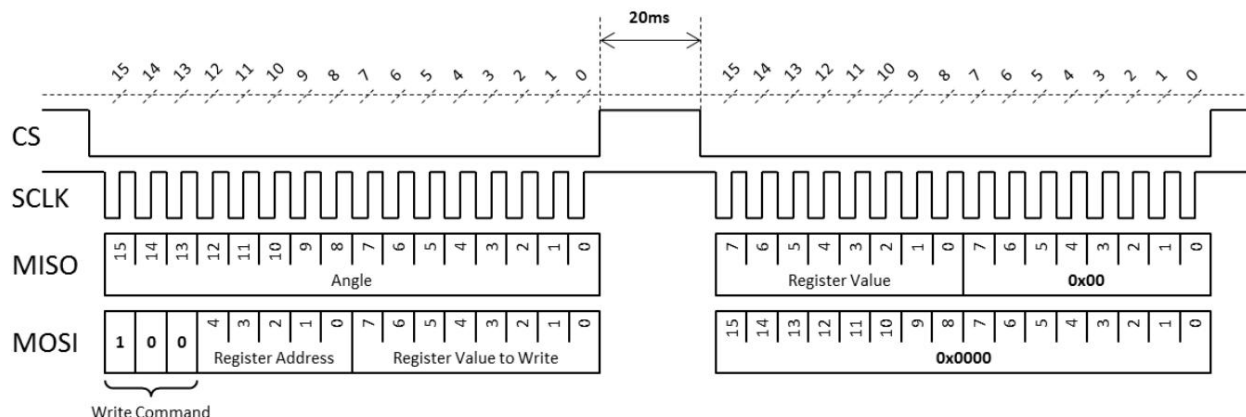 20ms
15 14 13 12 11 10 9 8 7 6 5 4 3 2 1 0 15 14 13 12 11 10 9 8 7 6 5 4 3 2 1 0
CS
SCLK
MISO
15 14 13 12 11 10 9 8 7 6 5 4 3 2 1 0 7 6 5 4 3 2 1 0 7 6 5 4 3 2 1 0
Angle Register Value 0x00
MOSI
1 0 0 4 3 2 1 0 7 6 5 4 3 2 1 0 15 14 13 12 11 10 9 8 7 6 5 4 3 2 1 0
Register Address Register Value to Write 0x0000
Write Command